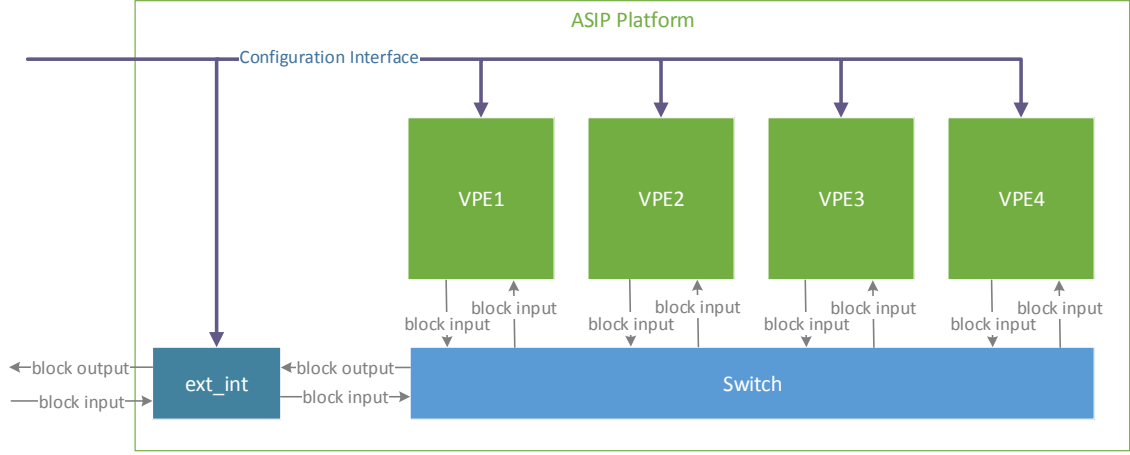 ASIP Platform
Configuration Interface
VPE1
VPE2
VPE3
VPE4
block input
block input
block input
block input
block input
block input
block input
block input
block output
block output
ext_int
Switch
block input
block input